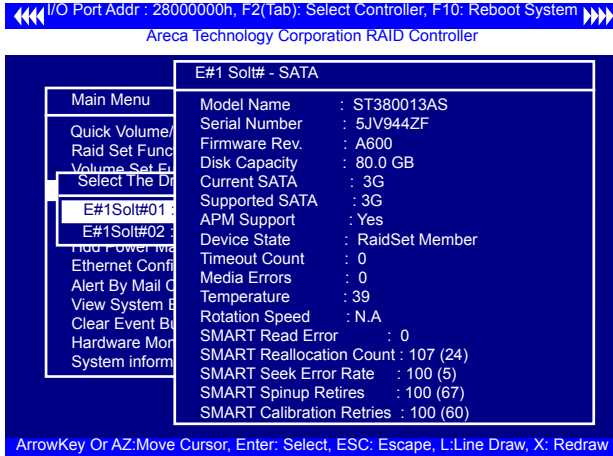 I/O Port Addr : 28000000h, F2(Tab): Select Controller, F10: Reboot System
Areca Technology Corporation RAID Controller
E#1 Solt# - SATA
Main Menu
Quick Volume/
Raid Set Func
Volume Set Fu
Select The Dr
E#1Solt#01 :
E#1Solt#02 :
Hdd Power Ma
Ethernet Confi
Alert By Mail C
View System E
Clear Event Bu
Hardware Mon
System inform
Model Name : ST380013AS
Serial Number : 5JV944ZF
Firmware Rev. : A600
Disk Capacity : 80.0 GB
Current SATA : 3G
Supported SATA : 3G
APM Support : Yes
Device State : RaidSet Member
Timeout Count : 0
Media Errors : 0
Temperature : 39
Rotation Speed : N.A
SMART Read Error : 0
SMART Reallocation Count : 107 (24)
SMART Seek Error Rate : 100 (5)
SMART Spinup Retires : 100 (67)
SMART Calibration Retries : 100 (60)
ArrowKey Or AZ:Move Cursor, Enter: Select, ESC: Escape, L:Line Draw, X: Redraw